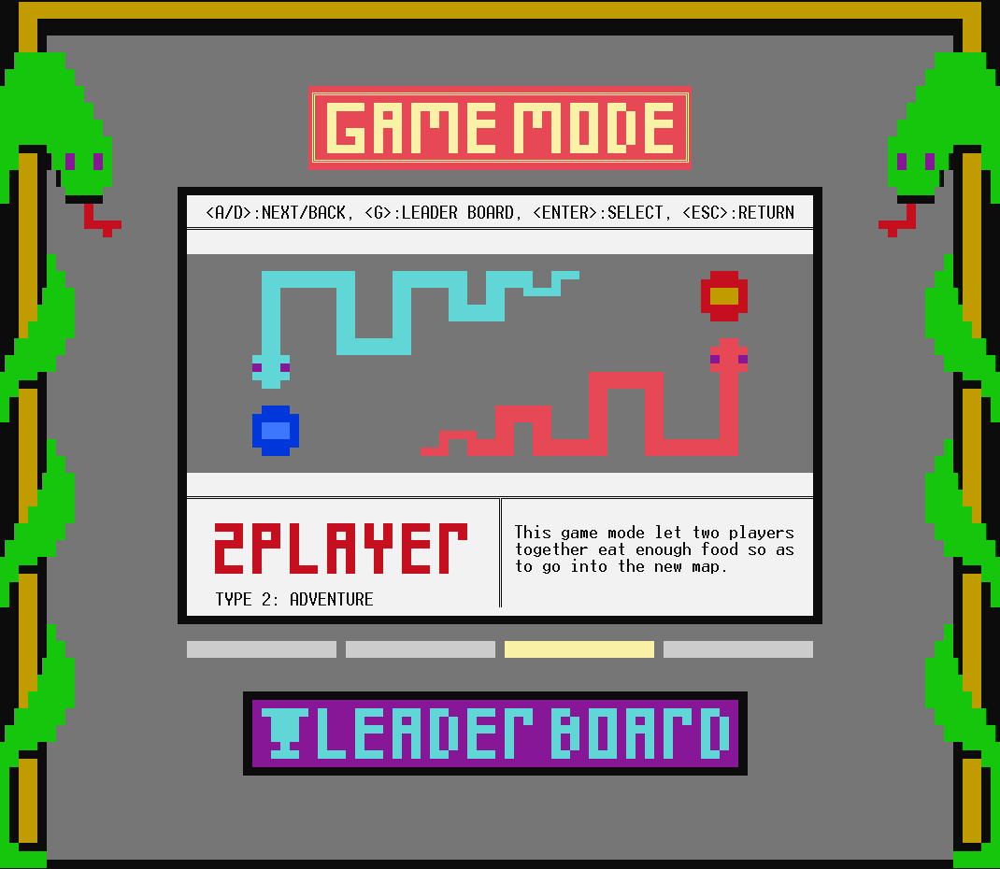 GAME MODE
<A/D>:NEXT/BACK, <G>:LEADER BOARD, <ENTER>:SELECT, <ESC>:RETURN
2PLAYER
TYPE 2: ADVENTURE
This game mode let two players
together eat enough food so as
to go into the new map.
LEADER BOARD